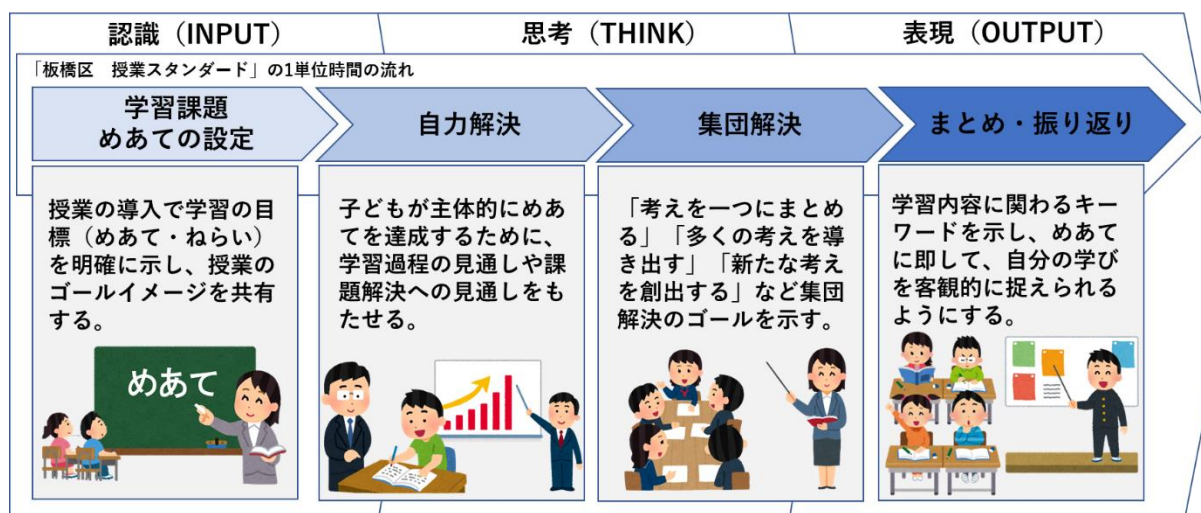 認識（INPUT）
思考（THINK）
表現（OUTPUT）
「板橋区　授業スタンダード」の1単位時間の流れ
学習課題
めあての設定
自力解決
集団解決
まとめ・振り返り
授業の導入で学習の目
標（めあて・ねらい）
を明確に示し、授業の
ゴールイメージを共有
する。
めあて
子どもが主体的にめあ
てを達成するために、
学習過程の見通しや課
題解決への見通しをも
たせる。
「考えを一つにまとめ
る」「多くの考えを導
き出す」「新たな考え
を創出する」など集団
解決のゴールを示す。
学習内容に関わるキー
ワードを示し、めあて
に即して、自分の学び
を客観的に捉えられる
ようにする。